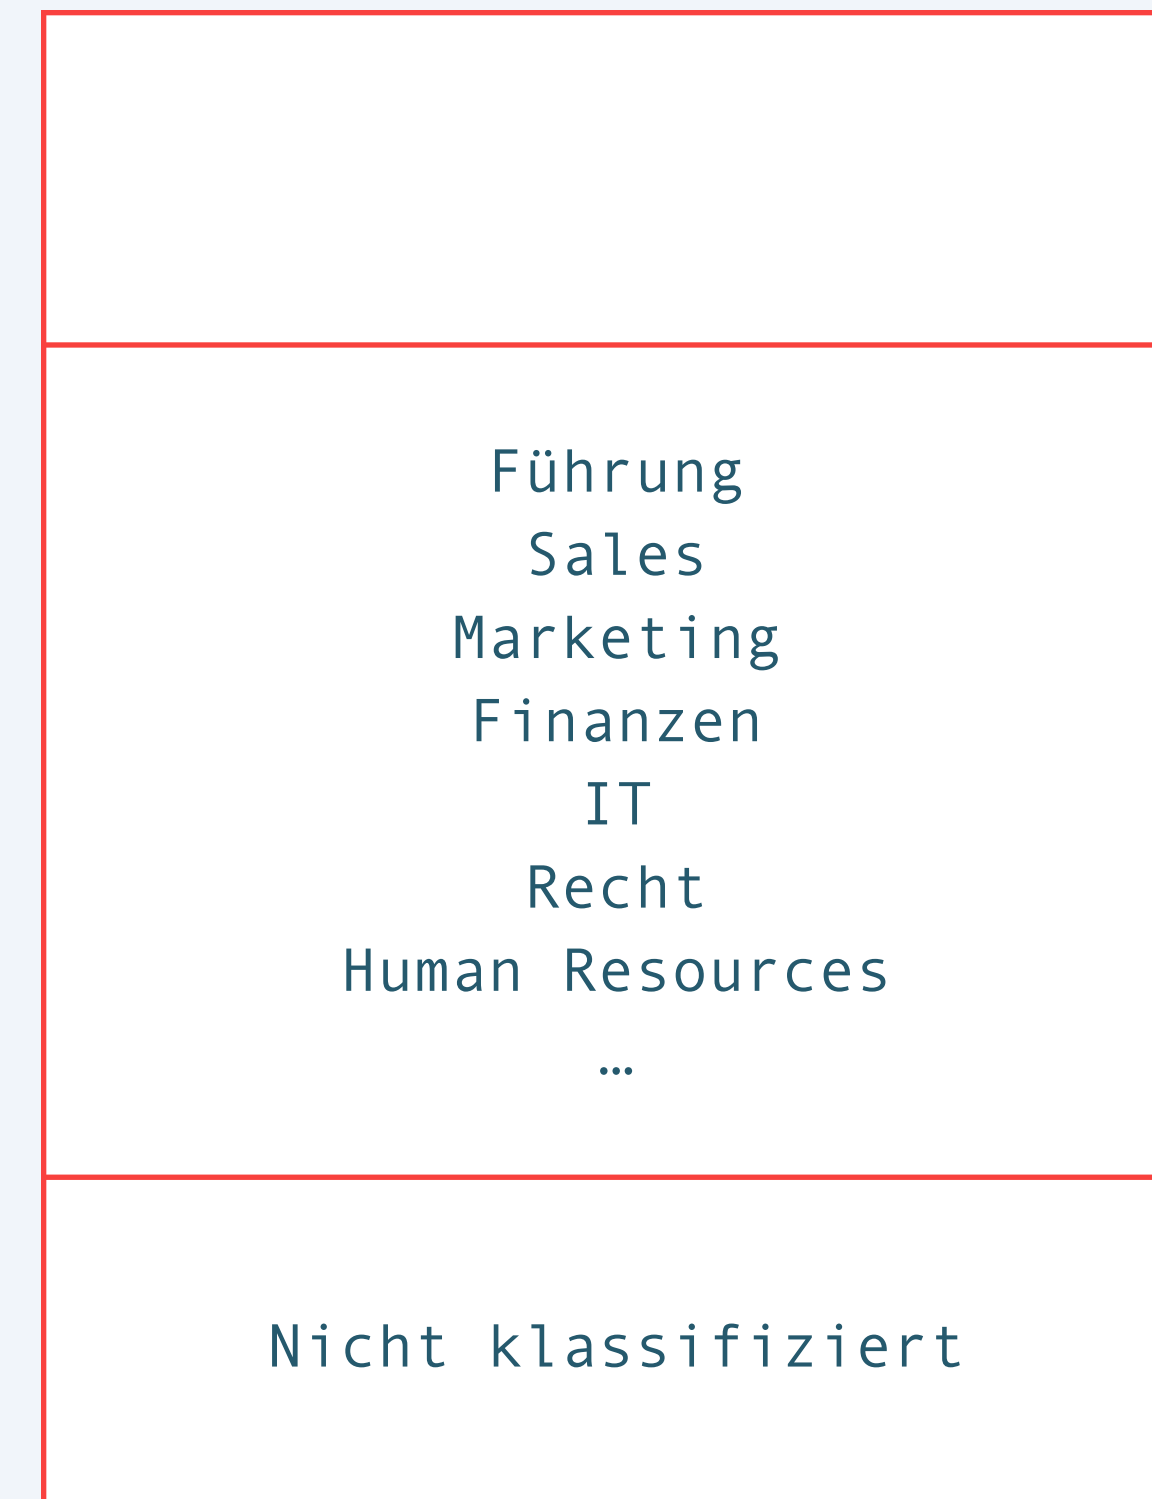 Führung
Sales
Marketing
Finanzen
IT
Recht
Human Resources
…
Nicht klassifiziert